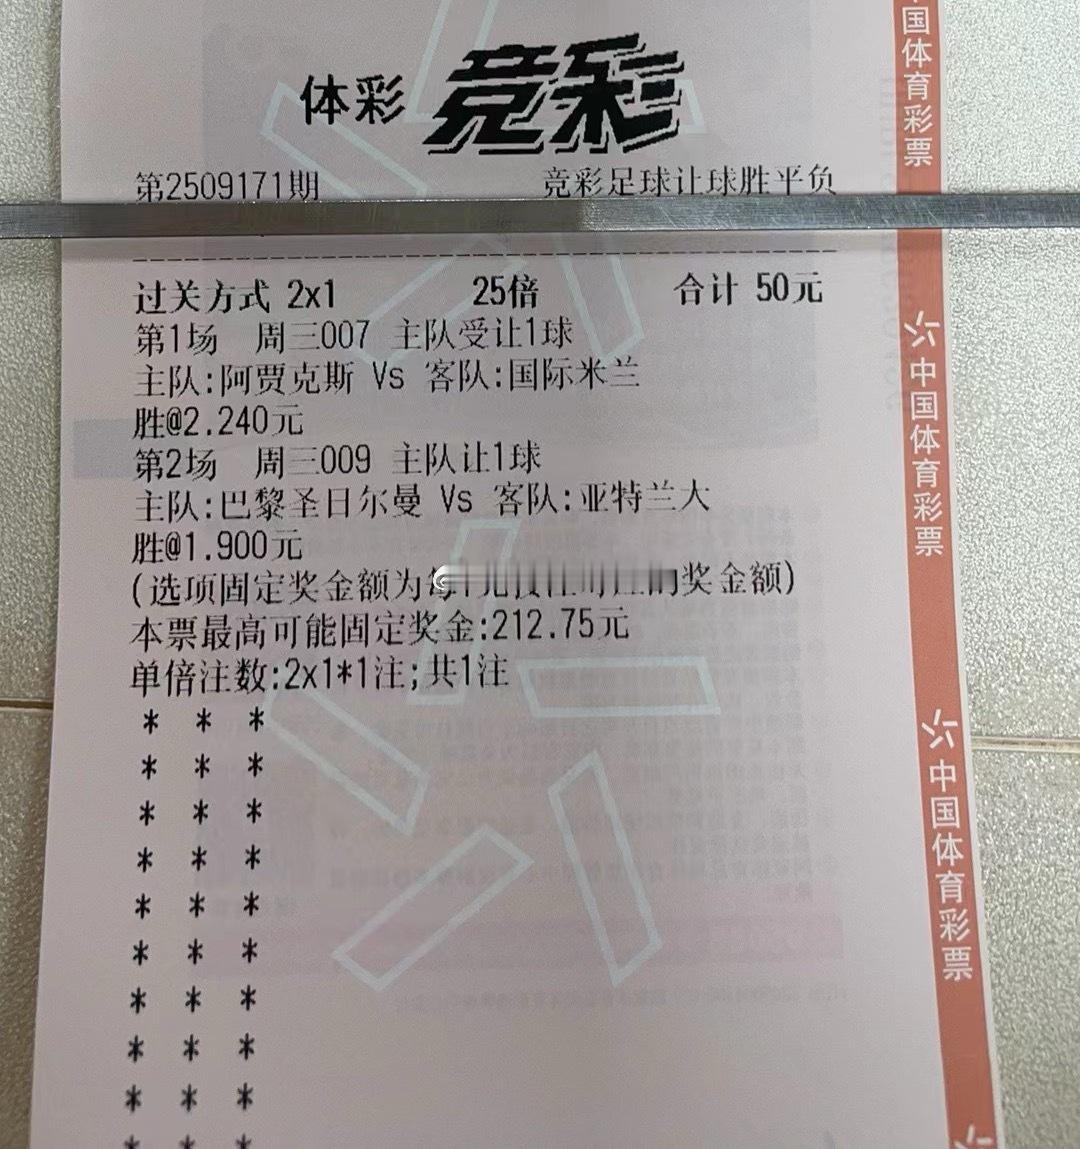 体彩 竞彩
第2509171期 竞彩足球让球胜平负
过关方式 2x1 25倍 合计 50元
第1场 周三007 主队受让1球
主队:阿贾克斯 Vs 客队:国际米兰
胜@2.240元
第2场 周三009 主队让1球
主队:巴黎圣日尔曼 Vs 客队:亚特兰大
胜@1.900元
(选项固定奖金额为每1元投注对应的奖金额)
本票最高可能固定奖金:212.75元
单倍注数:2x1*1注;共1注
* * *
* * *
* * *
* * *
* * *
* * *
* * *
* * *
* * *
* * *
国体育彩票
中国体育彩票
中国体育彩票